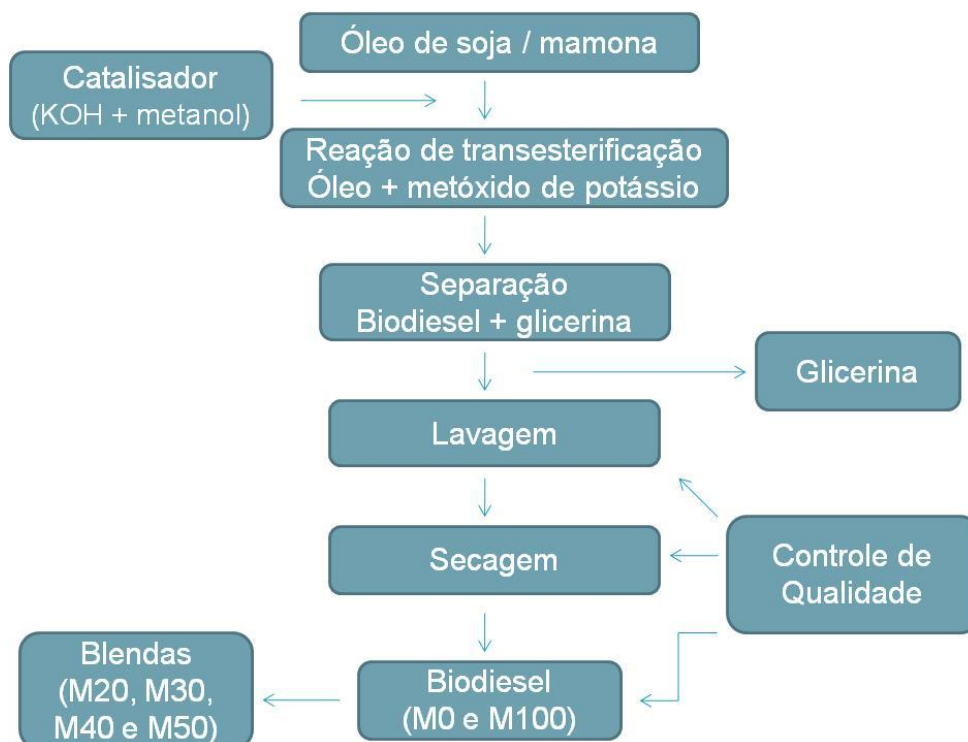 Óleo de soja / mamona
Catalisador
(KOH + metanol)
Reação de transesterificação
Óleo + metóxido de potássio
Separação
Biodiesel + glicerina
Glicerina
Lavagem
Secagem
Controle de
Qualidade
Blendas
(M20, M30,
M40 e M50)
Biodiesel
(M0 e M100)